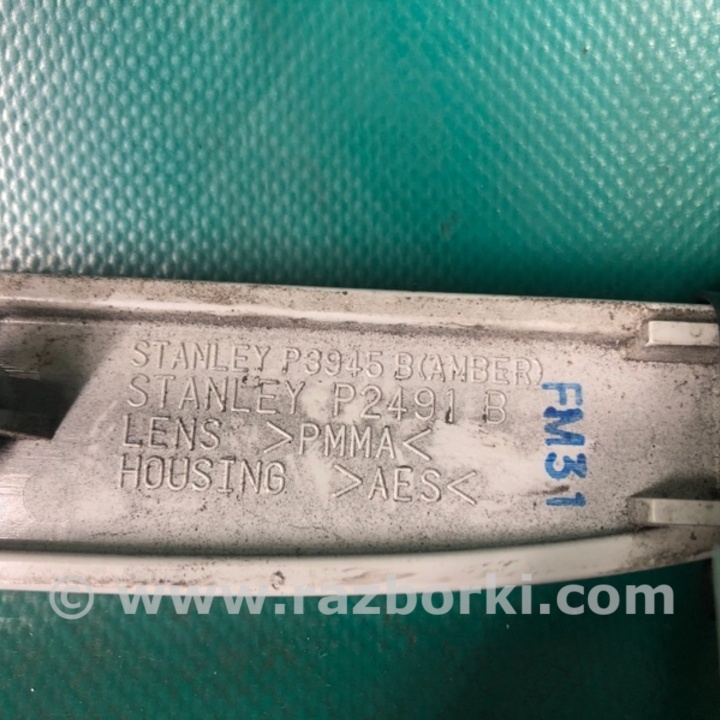 STANLEY P3945 B(AMBER)
STANLEY P2491 B
LENS >PMMA<
HOUSING >AES<
FM31
© www.razborki.com